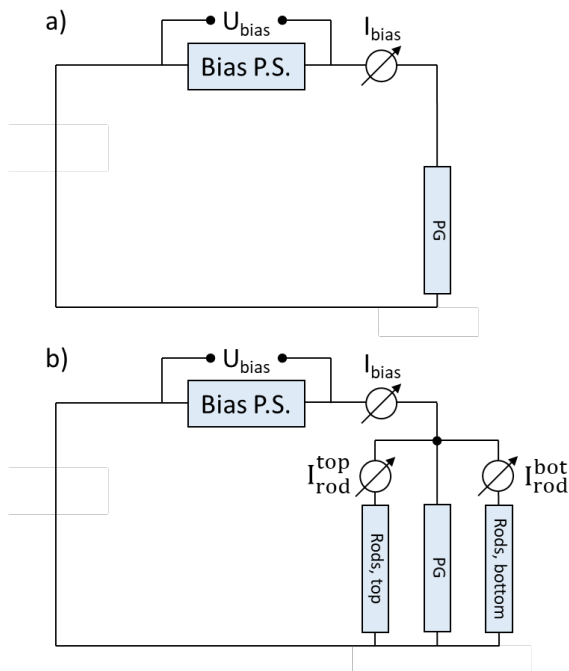 a)
U_bias
I_bias
Bias P.S.
PG
b)
U_bias
I_bias
Bias P.S.
I_rod^top
I_rod^bot
Rods, top
PG
Rods, bottom